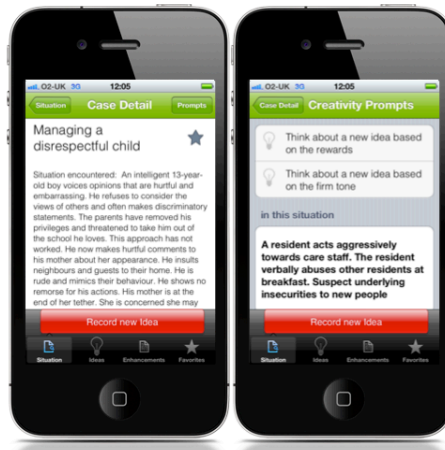 O2-UK 3G 12:05
Situation Case Detail Prompts
Managing a
disrespectful child
Situation encountered: An intelligent 13-year-
old boy voices opinions that are hurtful and
embarrassing. He refuses to consider the
views of others and often makes discriminatory
statements. The parents have removed his
privileges and threatened to take him out of
the school he loves. This approach has not
worked. He now makes hurtful comments to
his mother about her appearance. He insults
neighbours and guests to their home. He is
rude and mimics their behaviour. He shows no
remorse for his actions. His mother is at the
end of her tether. She is concerned she may
Record new Idea
Situation Ideas Enhancements Favorites
O2-UK 3G 12:05
Case Detail Creativity Prompts
Think about a new idea based
on the rewards
Think about a new idea based
on the firm tone
in this situation
A resident acts aggressively
towards care staff. The resident
verbally abuses other residents at
breakfast. Suspect underlying
insecurities to new people
Record new Idea
Situation Ideas Enhancements Favorites